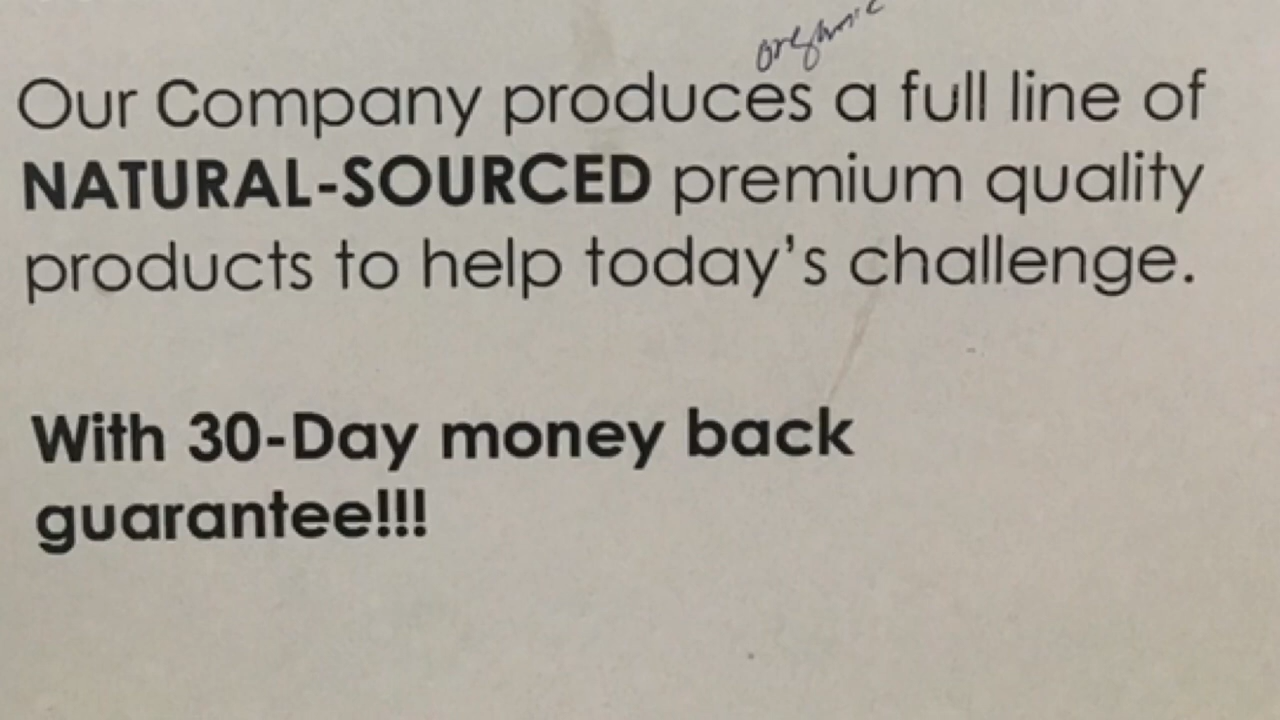 organic
Our Company produces a full line of
NATURAL-SOURCED premium quality
products to help today's challenge.
With 30-Day money back
guarantee!!!